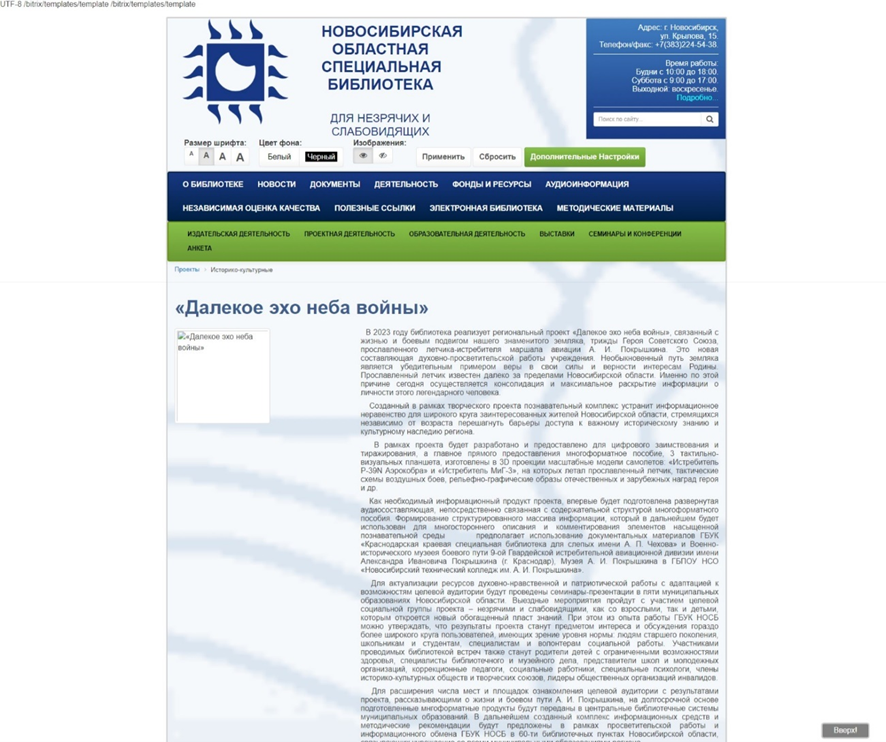 UTF-8 /bitrix/templates/template /bitrix/templates/template
НОВОСИБИРСКАЯ
ОБЛАСТНАЯ
СПЕЦИАЛЬНАЯ
БИБЛИОТЕКА
ДЛЯ НЕЗРЯЧИХ И
СЛАБОВИДЯЩИХ
Адрес: г. Новосибирск,
ул. Крылова, 15.
Телефон/факс: +7(383)224-54-38.
Время работы:
Будни с 10:00 до 18:00.
Суббота с 9:00 до 17:00.
Выходной: воскресенье.
Подробно...
Поиск по сайту...
Размер шрифта: Цвет фона: Изображения:
А А А А Белый Черный Применить Сбросить Дополнительные Настройки
О БИБЛИОТЕКЕ НОВОСТИ ДОКУМЕНТЫ ДЕЯТЕЛЬНОСТЬ ФОНДЫ И РЕСУРСЫ АУДИОИНФОРМАЦИЯ
НЕЗАВИСИМАЯ ОЦЕНКА КАЧЕСТВА ПОЛЕЗНЫЕ ССЫЛКИ ЭЛЕКТРОННАЯ БИБЛИОТЕКА МЕТОДИЧЕСКИЕ МАТЕРИАЛЫ
ИЗДАТЕЛЬСКАЯ ДЕЯТЕЛЬНОСТЬ ПРОЕКТНАЯ ДЕЯТЕЛЬНОСТЬ ОБРАЗОВАТЕЛЬНАЯ ДЕЯТЕЛЬНОСТЬ ВЫСТАВКИ СЕМИНАРЫ И КОНФЕРЕНЦИИ
АНКЕТА
Проекты › Историко-культурные
«Далекое эхо неба войны»
«Далекое эхо неба
войны»
В 2023 году библиотека реализует региональный проект «Далекое эхо неба войны», связанный с
жизнью и боевым подвигом нашего знаменитого земляка, трижды Героя Советского Союза,
прославленного летчика-истребителя маршала авиации А. И. Покрышкина. Это новая
составляющая духовно-просветительской работы учреждения. Необыкновенный путь земляка
является убедительным примером веры в свои силы и верности интересам Родины.
Прославленный летчик известен далеко за пределами Новосибирской области. Именно по этой
причине сегодня осуществляется консолидация и максимальное раскрытие информации о
личности этого легендарного человека.
Созданный в рамках творческого проекта познавательный комплекс устранит информационное
неравенство для широкого круга заинтересованных жителей Новосибирской области, стремящихся
независимо от возраста перешагнуть барьеры доступа к важному историческому знанию и
культурному наследию региона.
В рамках проекта будет разработано и предоставлено для цифрового заимствования и
тиражирования, а главное прямого предоставления многоформатное пособие, 3 тактильно-
визуальных планшета, изготовлены в 3D проекции масштабные модели самолетов: «Истребитель
Р-39N Аэрокобра» и «Истребитель МиГ-3», на которых летал прославленный летчик, тактические
схемы воздушных боев, рельефно-графические образы отечественных и зарубежных наград героя
и др.
Как необходимый информационный продукт проекта, впервые будет подготовлена развернутая
аудиосоставляющая, непосредственно связанная с содержательной структурой многоформатного
пособия. Формирование структурированного массива информации, который в дальнейшем будет
использован для многостороннего описания и комментирования элементов насыщенной
познавательной среды предполагает использование документальных материалов ГБУК
«Краснодарская краевая специальная библиотека для слепых имени А. П. Чехова» и Военно-
исторического музея боевого пути 9-ой Гвардейской истребительной авиационной дивизии имени
Александра Ивановича Покрышкина (г. Краснодар), Музея А. И. Покрышкина в ГБПОУ НСО
«Новосибирский технический колледж им. А. И. Покрышкина».
Для актуализации ресурсов духовно-нравственной и патриотической работы с адаптацией к
возможностям целевой аудитории будут проведены семинары-презентации в пяти муниципальных
образованиях Новосибирской области. Выездные мероприятия пройдут с участием целевой
социальной группы проекта – незрячими и слабовидящими, как со взрослыми, так и детьми,
которым откроется новый обогащенный пласт знаний. При этом из опыта работы ГБУК НОСБ
можно утверждать, что результаты проекта станут предметом интереса и обсуждения гораздо
более широкого круга пользователей, имеющих зрение уровня нормы: людям старшего поколения,
школьникам и студентам, специалистам и волонтерам социальной работы. Участниками
проводимых библиотекой встреч также станут родители детей с ограниченными возможностями
здоровья, специалисты библиотечного и музейного дела, представители школ и молодежных
организаций, коррекционные педагоги, социальные работники, специальные психологи, члены
историко-культурных обществ и творческих союзов, лидеры общественных организаций инвалидов.
Для расширения числа мест и площадок ознакомления целевой аудитории с результатами
проекта, рассказывающими о жизни и боевом пути А. И. Покрышкина, на долгосрочной основе
подготовленные многоформатные продукты будут переданы в центральные библиотечные системы
муниципальных образований. В дальнейшем созданный комплекс информационных средств и
методические рекомендации будут предложены в рамках просветительской работы и
информационного обмена ГБУК НОСБ в 60-ти библиотечных пунктах Новосибирской области,
Вверх!